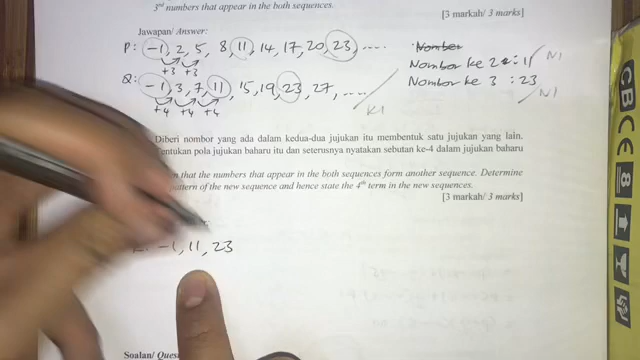 3rd numbers that appear in the both sequences.
[3 markah/ 3 marks]
Jawapan/ Answer:
P: -1, 2, 5, 8, 11, 14, 17, 20, 23, ....
+3 +3
Q: -1, 3, 7, 11, 15, 19, 23, 27, ....
+4 +4 +4
Nombor
Nombor ke 2 : 11 N1
Nombor ke 3 : 23
N1
K1
Diberi nombor yang ada dalam kedua-dua jujukan itu membentuk satu jujukan yang lain.
Tentukan pola jujukan baharu itu dan seterusnya nyatakan sebutan ke-4 dalam jujukan baharu
that the numbers that appear in the both sequences form another sequence. Determine
pattern of the new sequence and hence state the 4th term in the new sequences.
[3 markah/ 3 marks]
-1, 11, 23
Soalan/
CE